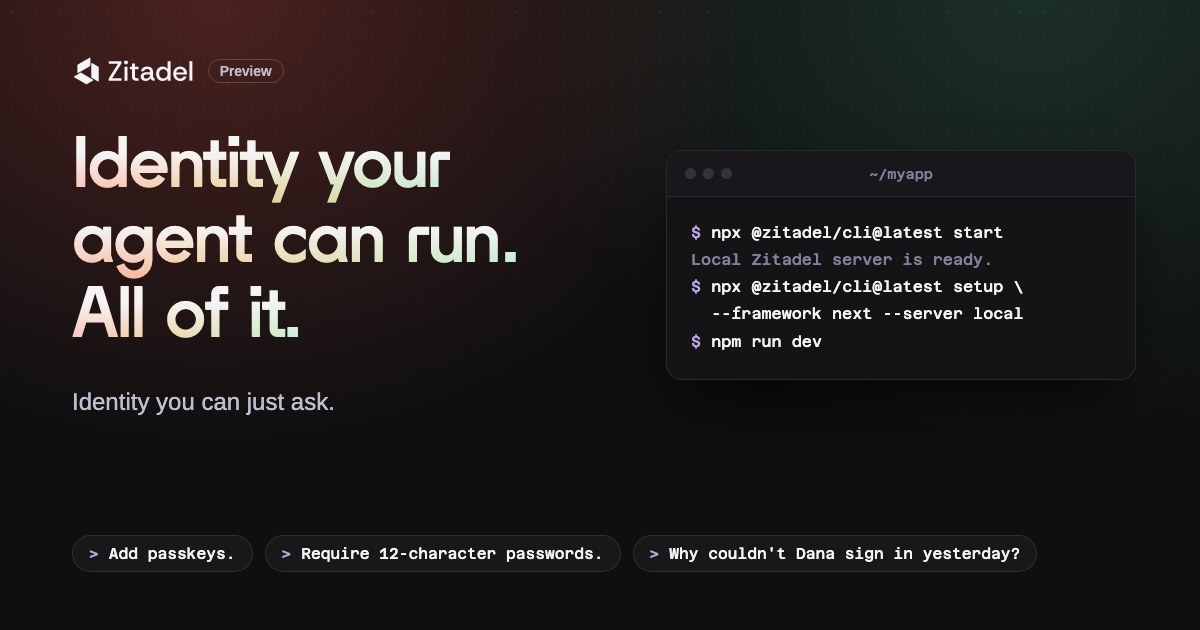 Zitadel Preview
Identity your
agent can run.
All of it.
Identity you can just ask.
~/myapp
$ npx @zitadel/cli@latest start
Local Zitadel server is ready.
$ npx @zitadel/cli@latest setup \
--framework next --server local
$ npm run dev
> Add passkeys.
> Require 12-character passwords.
> Why couldn't Dana sign in yesterday?